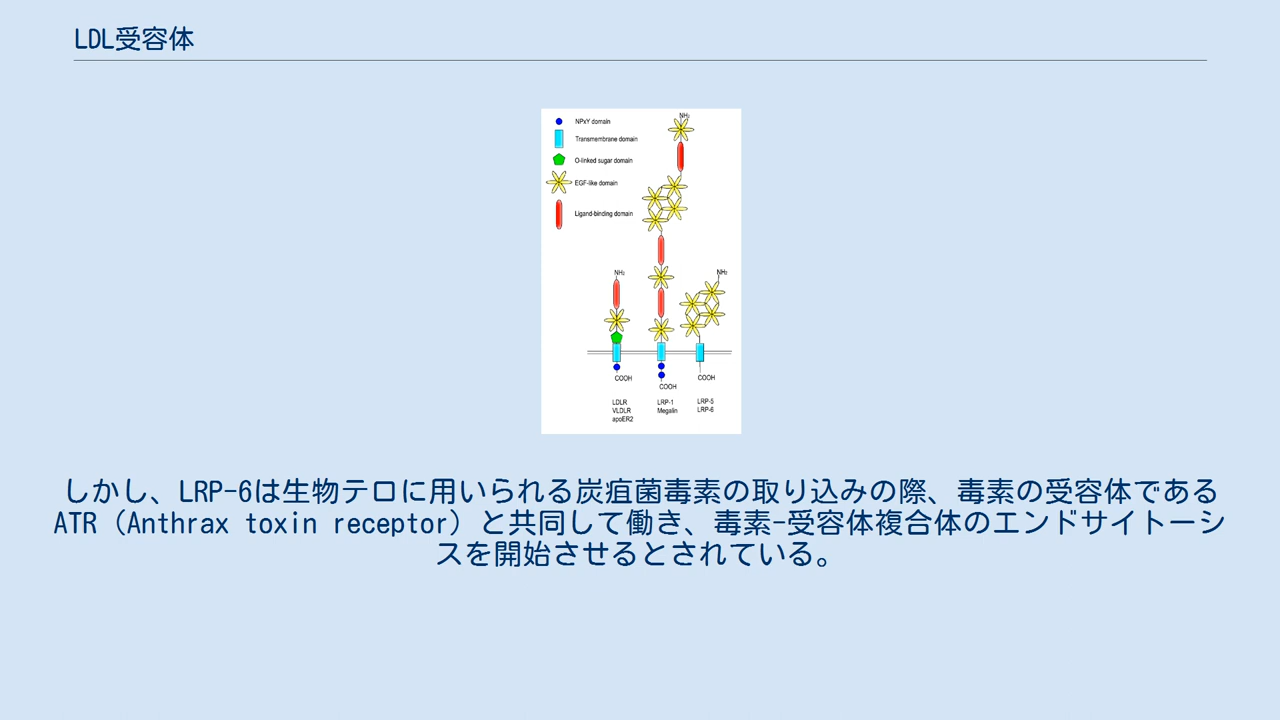 LDL受容体
NPxY domain
Transmembrane domain
O-linked sugar domain
EGF-like domain
Ligand-binding domain
NH₂
NH₂
NH₂
COOH
COOH
COOH
LDLR
VLDLR
apoER2
LRP-1
Megalin
LRP-5
LRP-6
しかし、LRP-6は生物テロに用いられる炭疽菌毒素の取り込みの際、毒素の受容体である
ATR（Anthrax toxin receptor）と共同して働き、毒素-受容体複合体のエンドサイトーシ
スを開始させるとされている。